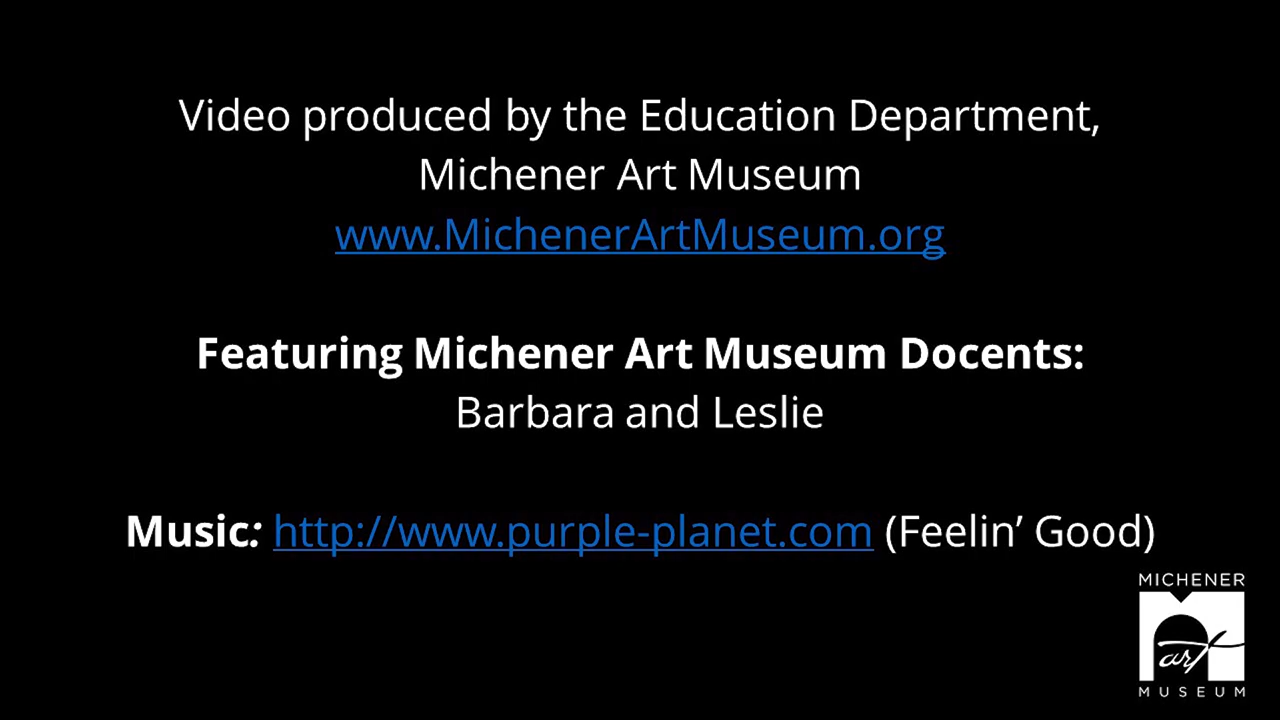 Video produced by the Education Department,
Michener Art Museum
www.MichenerArtMuseum.org
Featuring Michener Art Museum Docents:
Barbara and Leslie
Music: http://www.purple-planet.com (Feelin’ Good)
MICHENER
art
MUSEUM